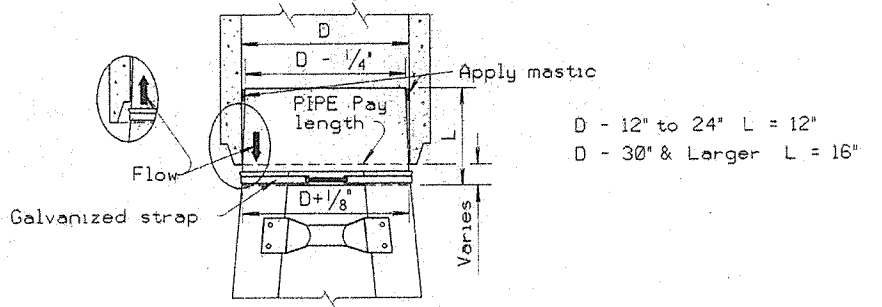 D
D - 1/4"
Apply mastic
PIPE Pay
length
L
D - 12" to 24" L = 12"
D - 30" & Larger L = 16"
Flow
Galvanized strap
D+1/8"
Varies